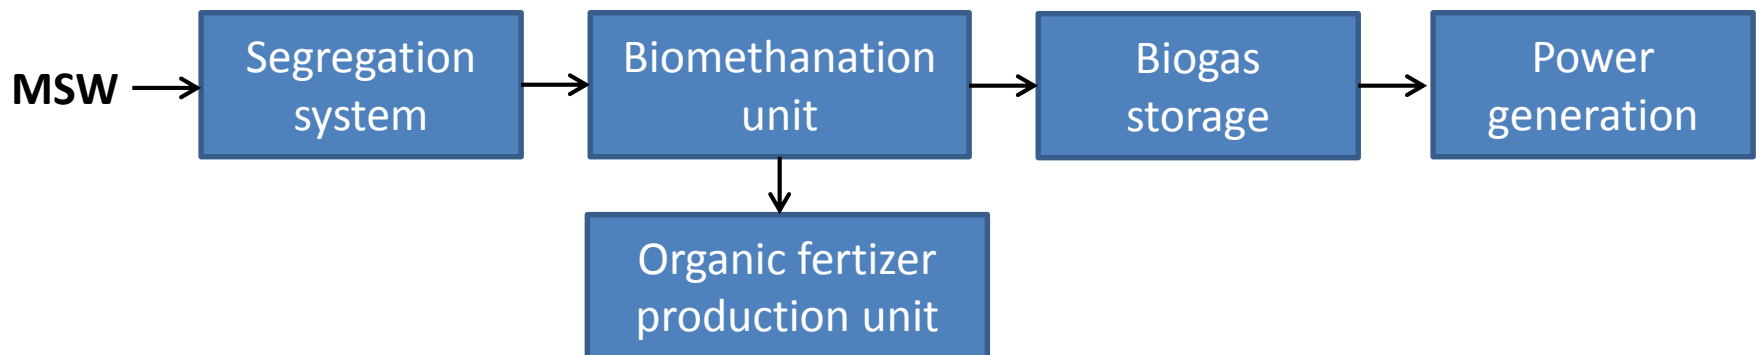 MSW
Segregation
system
Biomethanation
unit
Biogas
storage
Power
generation
Organic fertizer
production unit